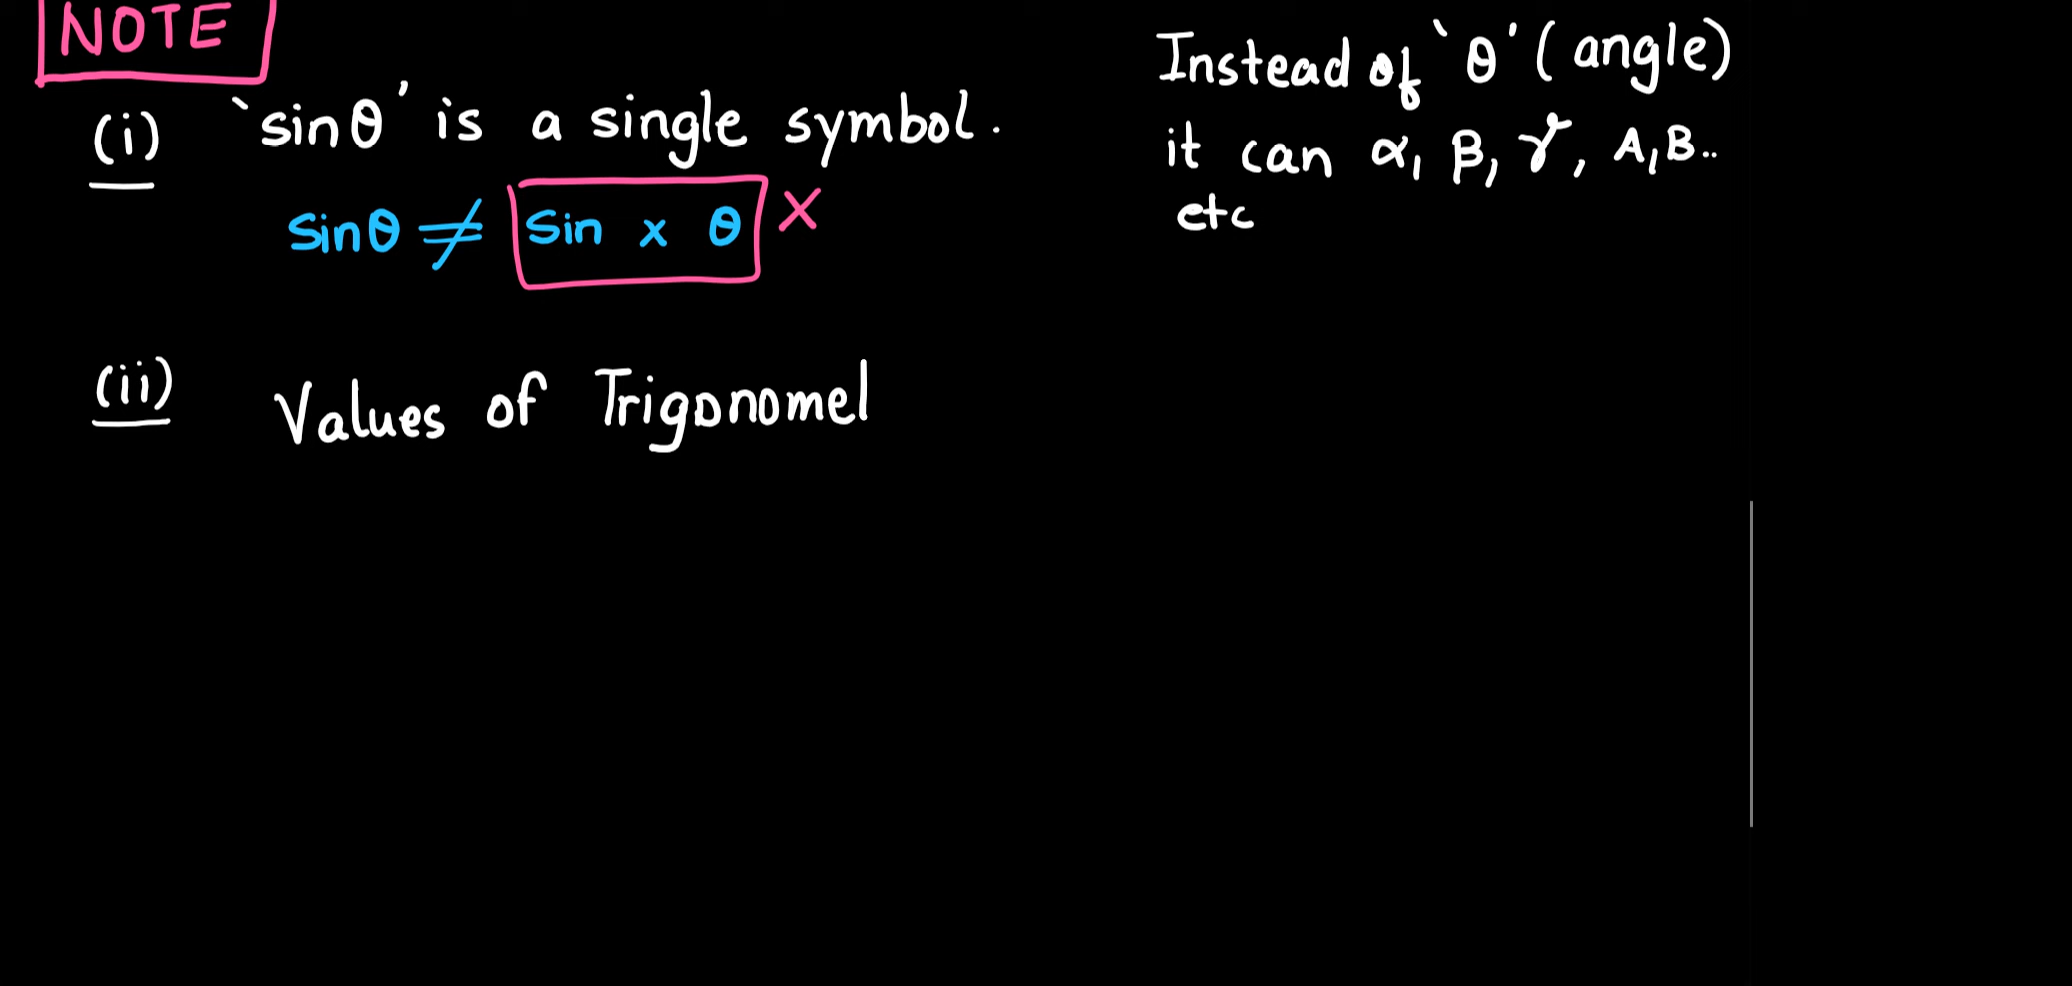 NOTE
(i) 'sinθ' is a single symbol.
sinθ ≠ Sin x θ X
(ii) Values of Trigonomel
Instead of 'θ' (angle)
it can α, β, γ, A, B..
etc